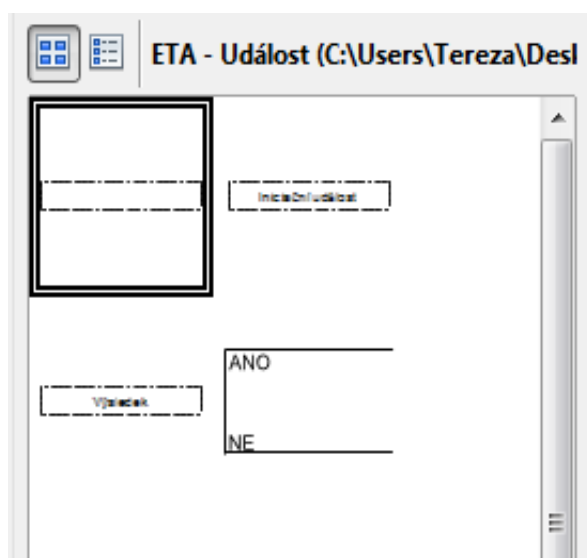 ETA - Událost (C:\Users\Tereza\Desl
Iniciační událost
ANO
Výsledek
NE